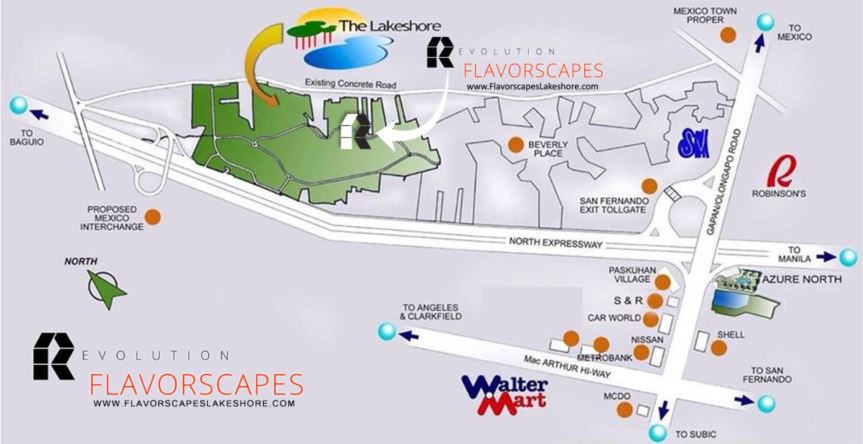 MEXICO TOWN
PROPER
TO
MEXICO
The Lakeshore
REVOLUTION
FLAVORSCAPES
www.FlavorscapesLakeshore.com
Existing Concrete Road
TO
BAGUIO
BEVERLY
PLACE
SM
GAPAN/OLONGAPO ROAD
R
ROBINSON'S
SAN FERNANDO
EXIT TOLLGATE
PROPOSED
MEXICO
INTERCHANGE
NORTH EXPRESSWAY
TO
MANILA
NORTH
PASKUHAN
VILLAGE
AZURE NORTH
S & R
CAR WORLD
TO ANGELES
& CLARKFIELD
NISSAN
SHELL
METROBANK
Mac ARTHUR HI-WAY
REVOLUTION
FLAVORSCAPES
WWW.FLAVORSCAPESLAKESHORE.COM
Walter
Mart
MCDO
TO SAN
FERNANDO
TO SUBIC